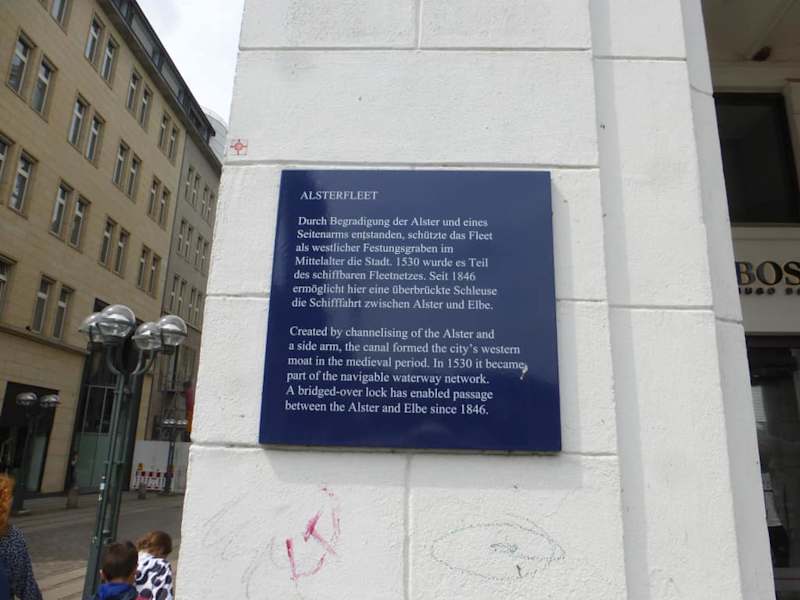 ALSTERFLEET
Durch Begradigung der Alster und eines
Seitenarms entstanden, schützte das Fleet
als westlicher Festungsgraben im
Mittelalter die Stadt. 1530 wurde es Teil
des schiffbaren Fleetnetzes. Seit 1846
ermöglicht hier eine überbrückte Schleuse
die Schifffahrt zwischen Alster und Elbe.
Created by channelising of the Alster and
a side arm, the canal formed the city's western
moat in the medieval period. In 1530 it became
part of the navigable waterway network.
A bridged-over lock has enabled passage
between the Alster and Elbe since 1846.
BOS
HUGO